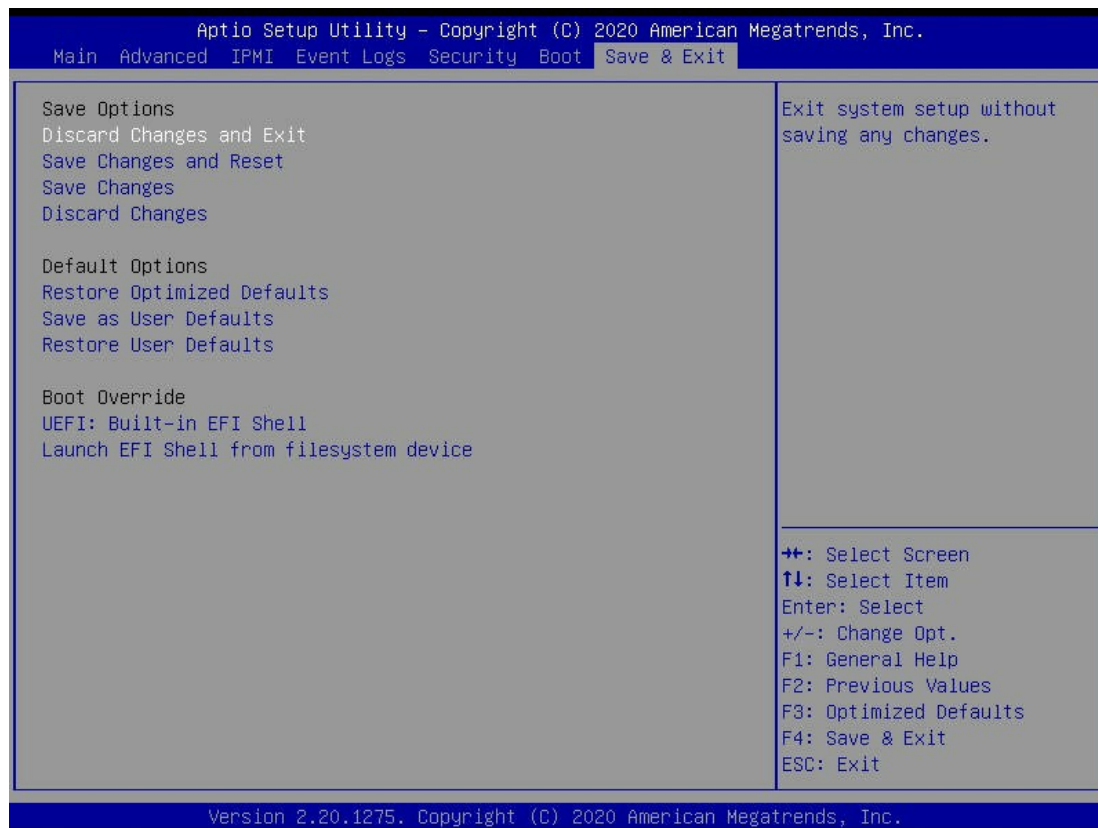 Aptio Setup Utility – Copyright (C) 2020 American Megatrends, Inc.
Main Advanced IPMI Event Logs Security Boot Save & Exit
Save Options
Discard Changes and Exit
Save Changes and Reset
Save Changes
Discard Changes
Default Options
Restore Optimized Defaults
Save as User Defaults
Restore User Defaults
Boot Override
UEFI: Built-in EFI Shell
Launch EFI Shell from filesystem device
Exit system setup without
saving any changes.
→←: Select Screen
↑↓: Select Item
Enter: Select
+/-: Change Opt.
F1: General Help
F2: Previous Values
F3: Optimized Defaults
F4: Save & Exit
ESC: Exit
Version 2.20.1275. Copyright (C) 2020 American Megatrends, Inc.